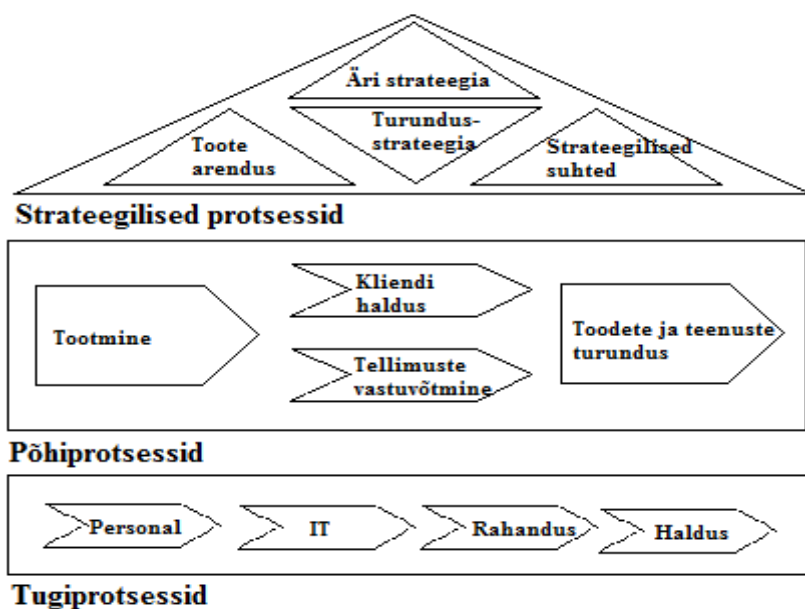 Äri strateegia
Turundus-
strateegia
Toote
arendus
Strateegilised
suhted
Strateegilised protsessid
Tootmine
Kliendi
haldus
Tellimuste
vastuvõtmine
Toodete ja teenuste
turundus
Põhiprotsessid
Personal
IT
Rahandus
Haldus
Tugiprotsessid